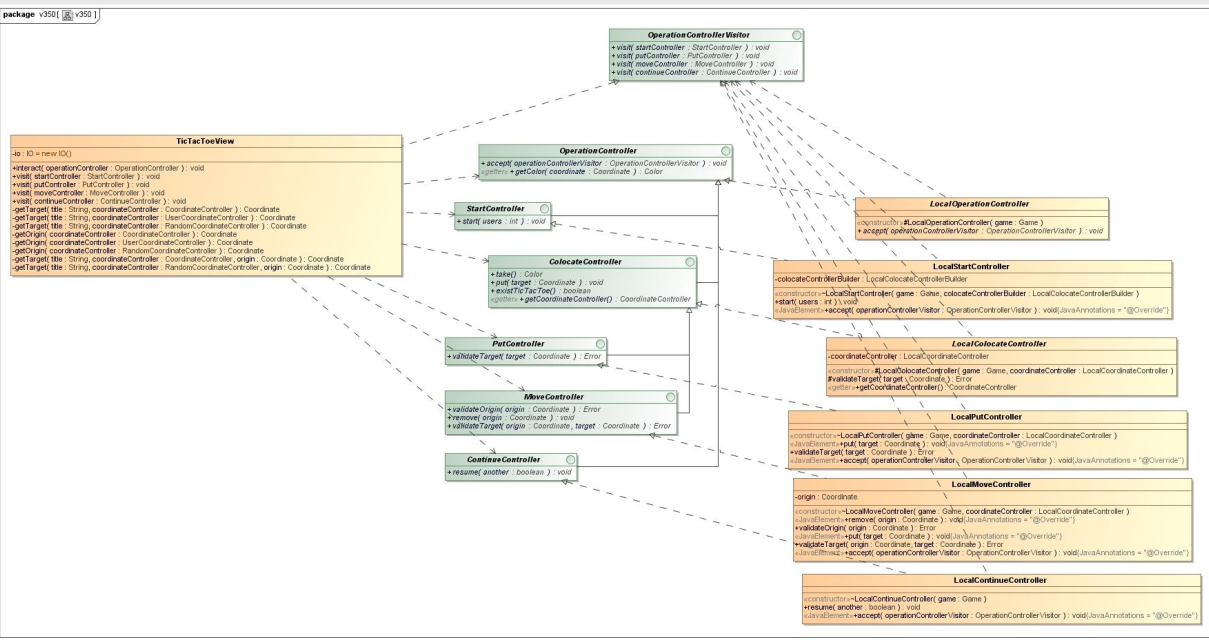 package v350 [ v350 ]
OperationControllerVisitor
+visit( startController : StartController ) : void
+visit( putController : PutController ) : void
+visit( moveController : MoveController ) : void
+visit( continueController : ContinueController ) : void
TicTacToeView
-io : IO = new IO()
+interact( operationController : OperationController ) : void
+visit( startController : StartController ) : void
+visit( putController : PutController ) : void
+visit( moveController : MoveController ) : void
+visit( continueController : ContinueController ) : void
-getTarget( title : String, coordinateController : CoordinateController ) : Coordinate
-getTarget( title : String, coordinateController : UserCoordinateController ) : Coordinate
-getTarget( title : String, coordinateController : RandomCoordinateController ) : Coordinate
-getOrigin( coordinateController : CoordinateController ) : Coordinate
-getOrigin( coordinateController : UserCoordinateController ) : Coordinate
-getOrigin( coordinateController : RandomCoordinateController ) : Coordinate
-getTarget( title : String, coordinateController : CoordinateController, origin : Coordinate ) : Coordinate
-getTarget( title : String, coordinateController : RandomCoordinateController, origin : Coordinate ) : Coordinate
OperationController
+accept( operationControllerVisitor : OperationControllerVisitor ) : void
«getter» +getColor( coordinate : Coordinate ) : Color
StartController
+start( users : int ) : void
ColocateController
+take() : Color
+put( target : Coordinate ) : void
+existTicTacToe() : boolean
«getter» +getCoordinateController() : CoordinateController
PutController
+validateTarget( target : Coordinate ) : Error
MoveController
+validateOrigin( origin : Coordinate ) : Error
+remove( origin : Coordinate ) : void
+validateTarget( origin : Coordinate, target : Coordinate ) : Error
ContinueController
+resume( another : boolean ) : void
LocalOperationController
«constructor»#LocalOperationController( game : Game )
+accept( operationControllerVisitor : OperationControllerVisitor ) : void
LocalStartController
-colocateControllerBuilder : LocalColocateControllerBuilder
«constructor»~LocalStartController( game : Game, colocateControllerBuilder : LocalColocateControllerBuilder )
+start( users : int ) : void
«JavaElement»+accept( operationControllerVisitor : OperationControllerVisitor ) : void{JavaAnnotations = "@Override"}
LocalColocateController
-coordinateController : LocalCoordinateController
«constructor»#LocalColocateController( game : Game, coordinateController : LocalCoordinateController )
#validateTarget( target : Coordinate ) : Error
«getter»+getCoordinateController() : CoordinateController
LocalPutController
«constructor»~LocalPutController( game : Game, coordinateController : LocalCoordinateController )
«JavaElement»+put( target : Coordinate ) : void{JavaAnnotations = "@Override"}
+validateTarget( target : Coordinate ) : Error
«JavaElement»+accept( operationControllerVisitor : OperationControllerVisitor ) : void{JavaAnnotations = "@Override"}
LocalMoveController
-origin : Coordinate
«constructor»~LocalMoveController( game : Game, coordinateController : LocalCoordinateController )
«JavaElement»+remove( origin : Coordinate ) : void{JavaAnnotations = "@Override"}
+validateOrigin( origin : Coordinate ) : Error
«JavaElement»+put( target : Coordinate ) : void{JavaAnnotations = "@Override"}
+validateTarget( origin : Coordinate, target : Coordinate ) : Error
«JavaElement»+accept( operationControllerVisitor : OperationControllerVisitor ) : void{JavaAnnotations = "@Override"}
LocalContinueController
«constructor»~LocalContinueController( game : Game )
+resume( another : boolean ) : void
«JavaElement»+accept( operationControllerVisitor : OperationControllerVisitor ) : void{JavaAnnotations = "@Override"}